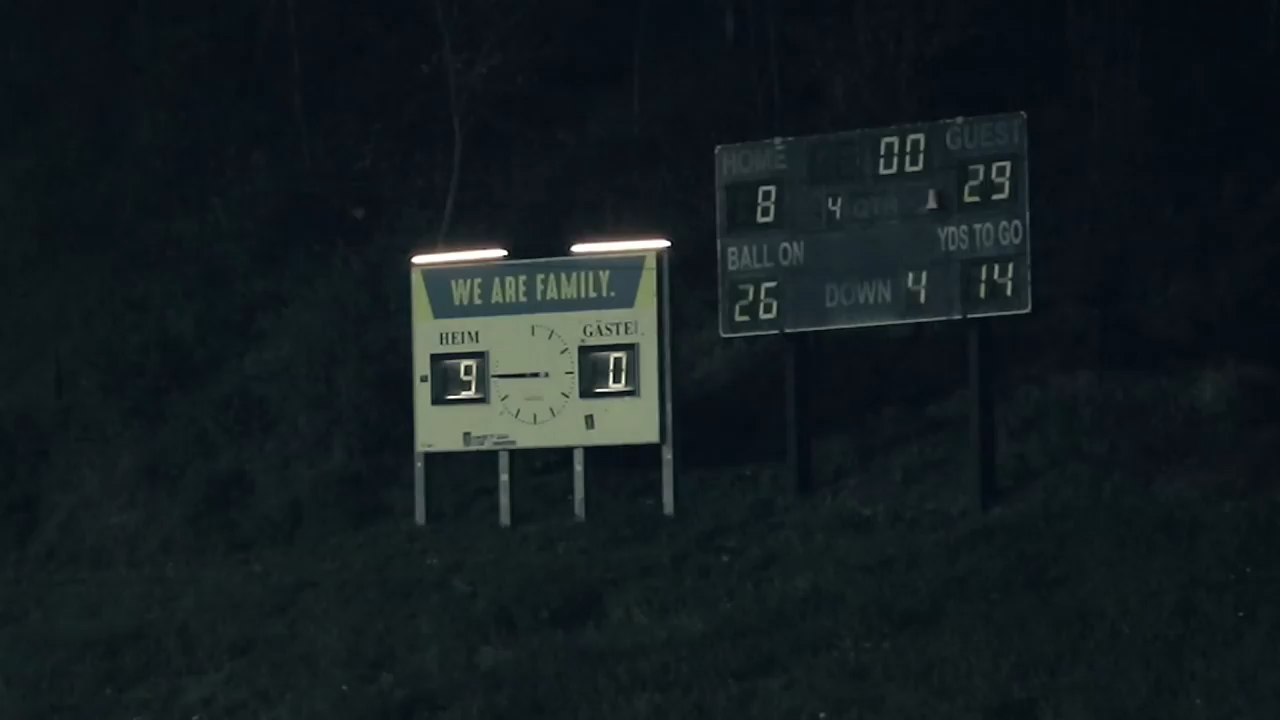 WE ARE FAMILY.
HEIM GÄSTE
9 0
HOME 00 GUEST
8 4 QTR 29
BALL ON YDS TO GO
26 DOWN 4 14